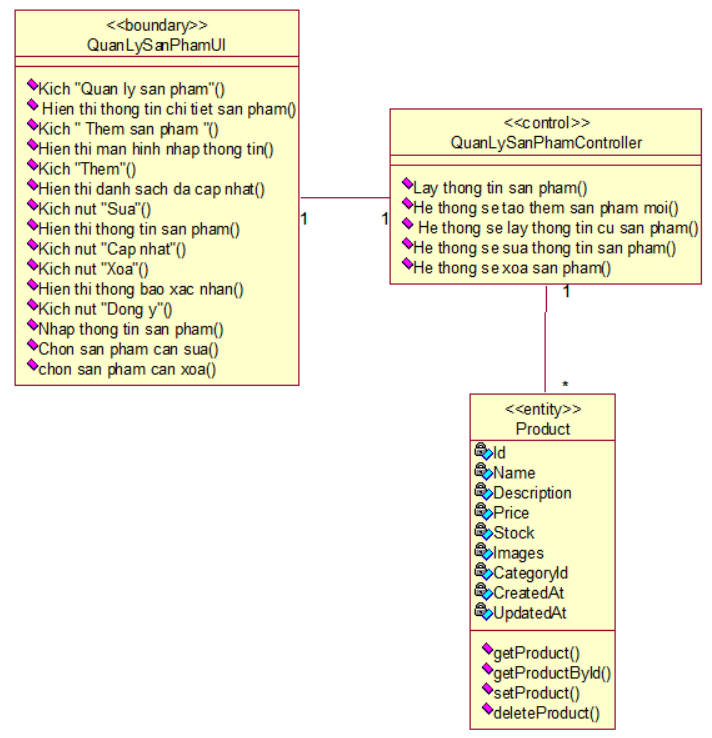 <<boundary>>
QuanLySanPhamUI
Kich "Quan ly san pham"()
Hien thi thong tin chi tiet san pham()
Kich " Them san pham "()
Hien thi man hinh nhap thong tin()
Kich "Them"()
Hien thi danh sach da cap nhat()
Kich nut "Sua"()
Hien thi thong tin san pham()
Kich nut "Cap nhat"()
Kich nut "Xoa"()
Hien thi thong bao xac nhan()
Kich nut "Dong y"()
Nhap thong tin san pham()
Chon san pham can sua()
chon san pham can xoa()
1
1
<<control>>
QuanLySanPhamController
Lay thong tin san pham()
He thong se tao them san pham moi()
He thong se lay thong tin cu san pham()
He thong se sua thong tin san pham()
He thong se xoa san pham()
1
*
<<entity>>
Product
Id
Name
Description
Price
Stock
Images
CategoryId
CreatedAt
UpdatedAt
getProduct()
getProductById()
setProduct()
deleteProduct()